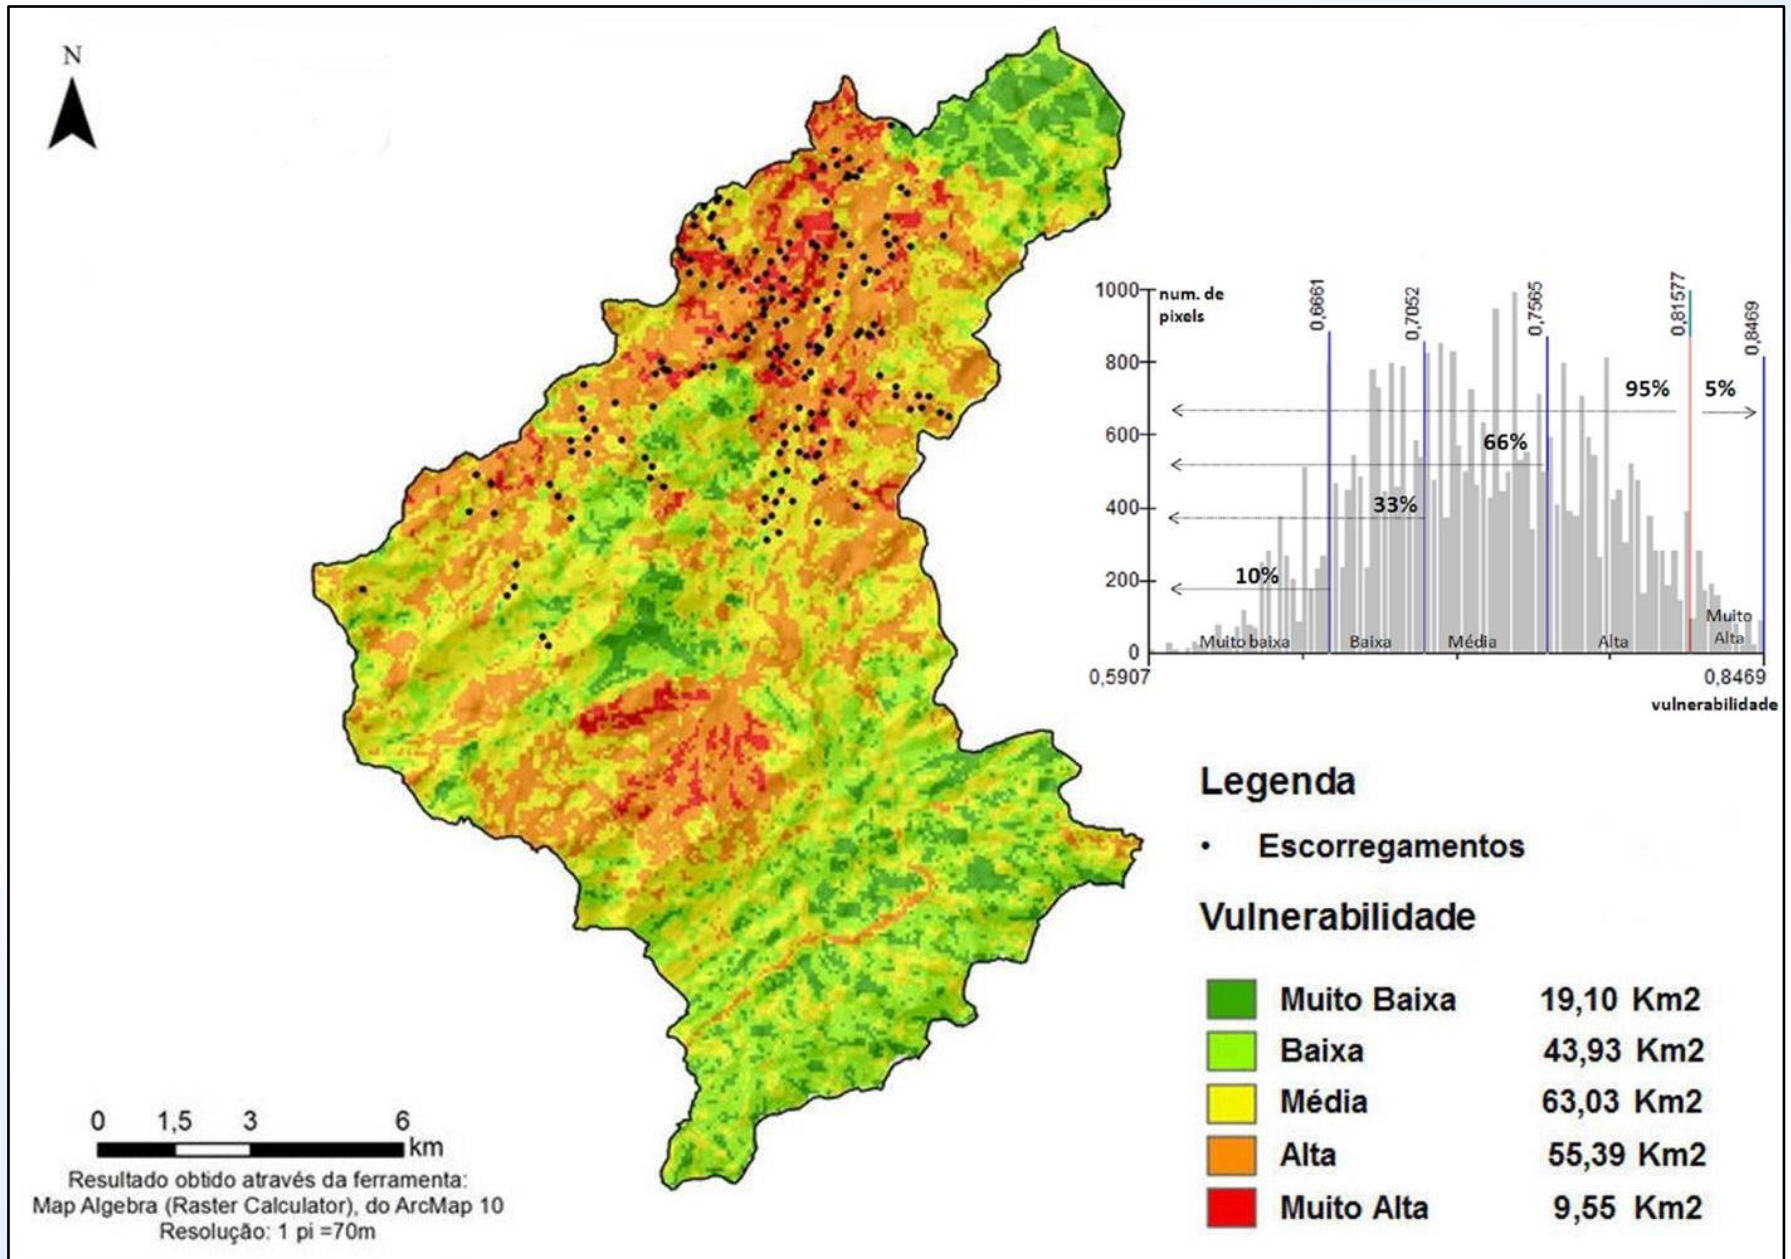 N
1000
num. de
pixels
800
600
400
200
0
0,6661
0,7052
0,7565
0,81577
0,8469
95%
5%
66%
33%
10%
Muito baixa
Baixa
Média
Alta
Muito
Alta
0,5907
0,8469
vulnerabilidade
Legenda
Escorregamentos
Vulnerabilidade
Muito Baixa 19,10 Km2
Baixa 43,93 Km2
Média 63,03 Km2
Alta 55,39 Km2
Muito Alta 9,55 Km2
0 1,5 3 6
km
Resultado obtido através da ferramenta:
Map Algebra (Raster Calculator), do ArcMap 10
Resolução: 1 pi =70m